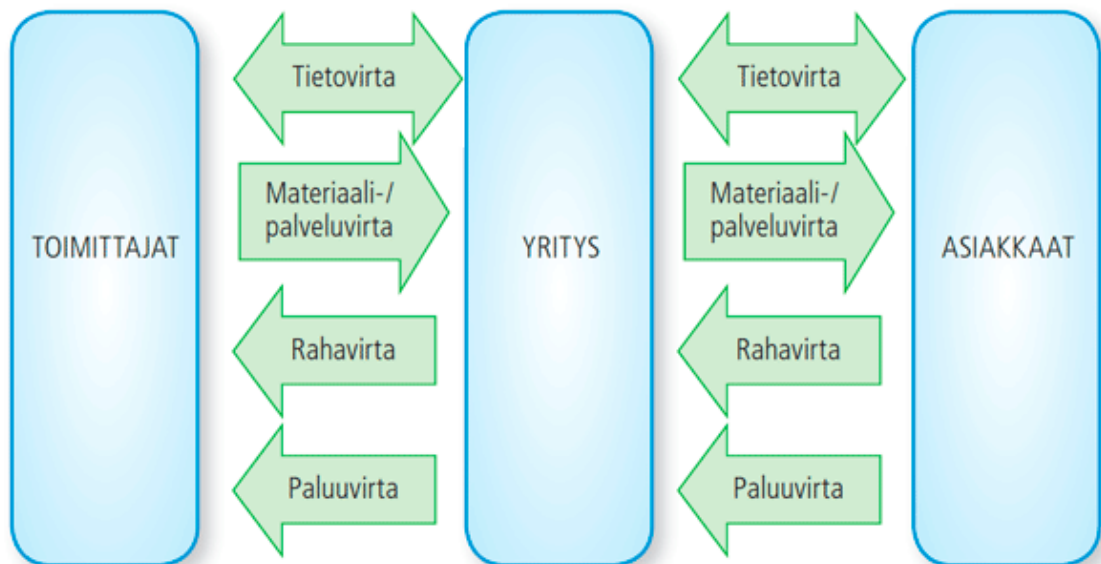 Tietovirta
Tietovirta
Materiaali-/
palveluvirta
Materiaali-/
palveluvirta
TOIMITTAJAT
YRITYS
ASIAKKAAT
Rahavirta
Rahavirta
Paluuvirta
Paluuvirta